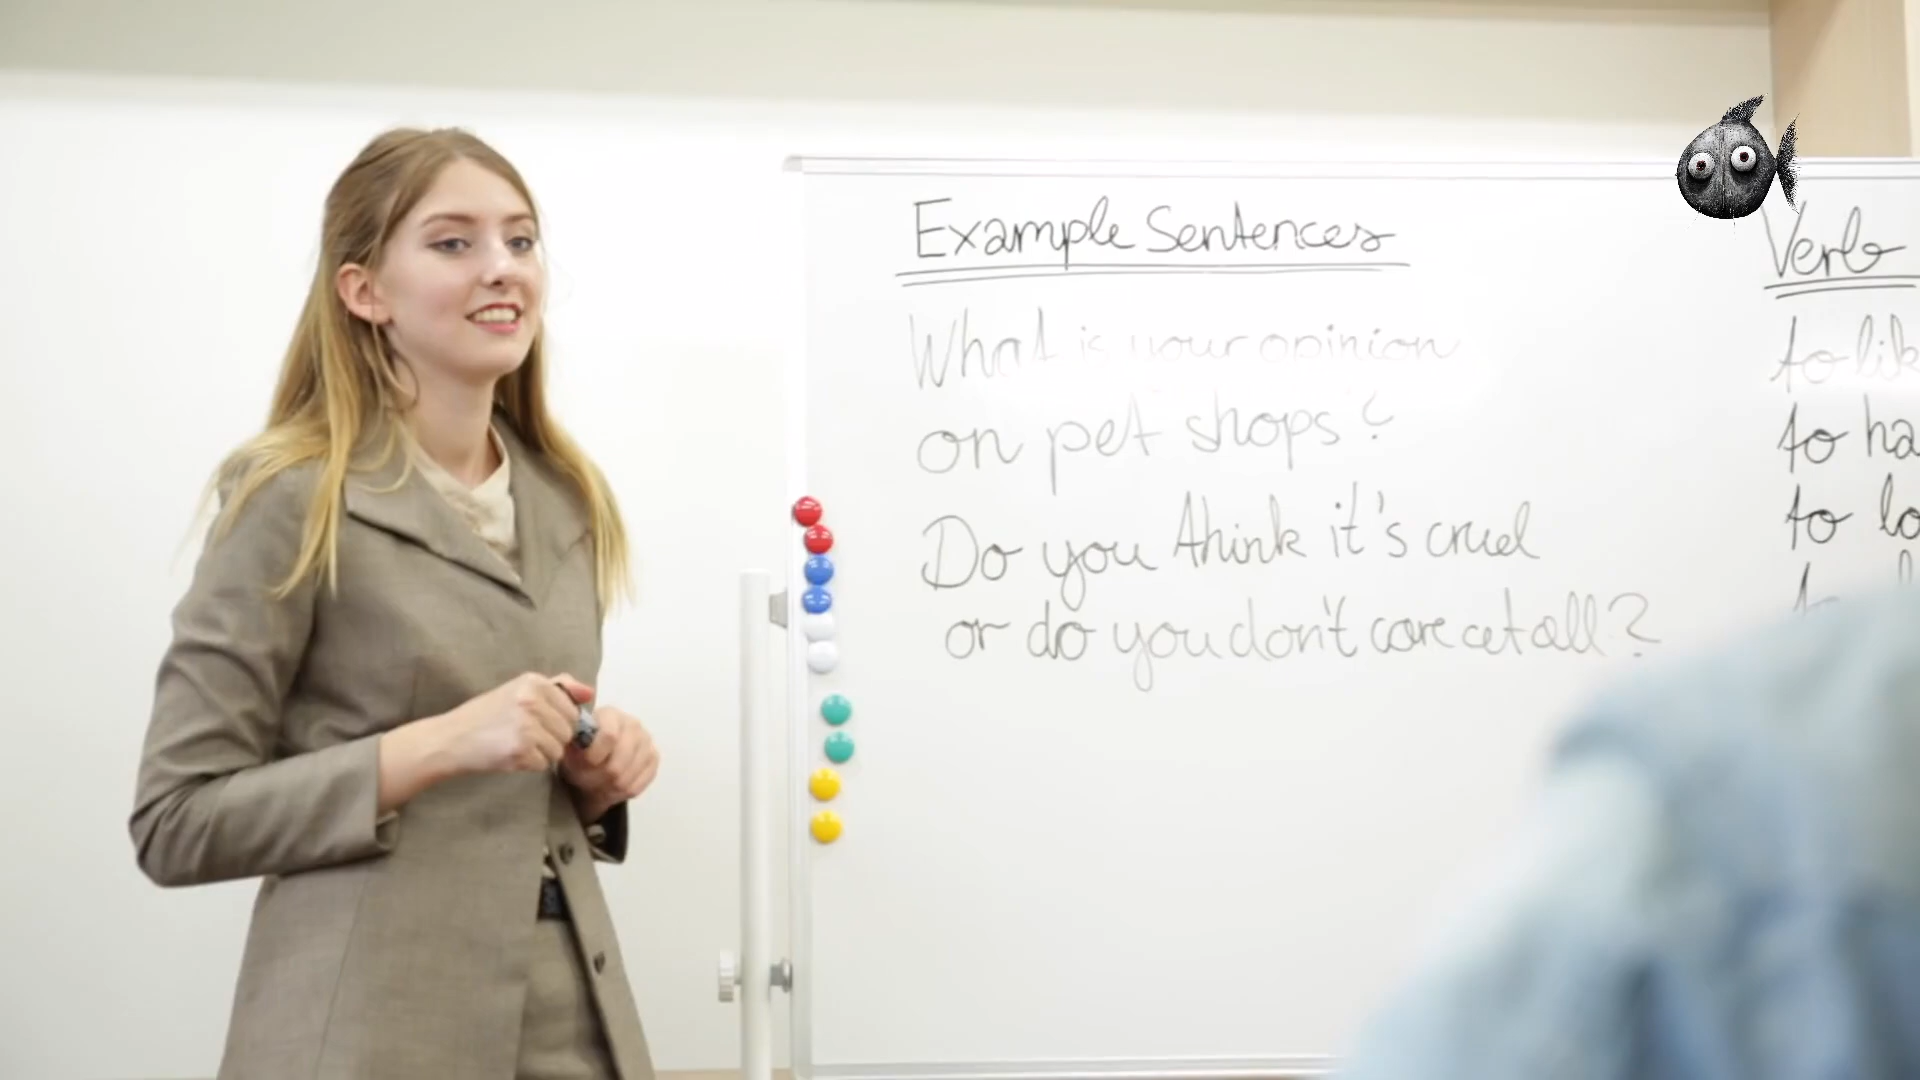 Example Sentences
What is your opinion
on pet shops?
Do you think it's cruel
or do you don't care at all?
Verb
to lik
to ha
to lo